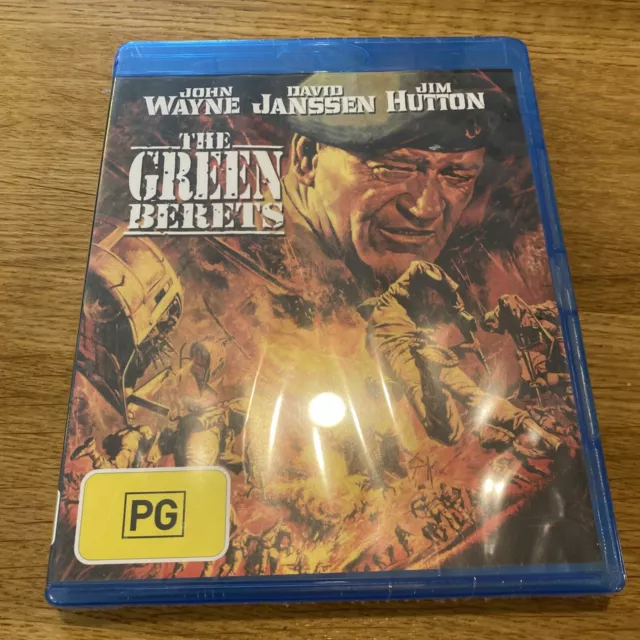 JOHN WAYNE DAVID JANSSEN JIM HUTTON
THE
GREEN
BERETS
PG